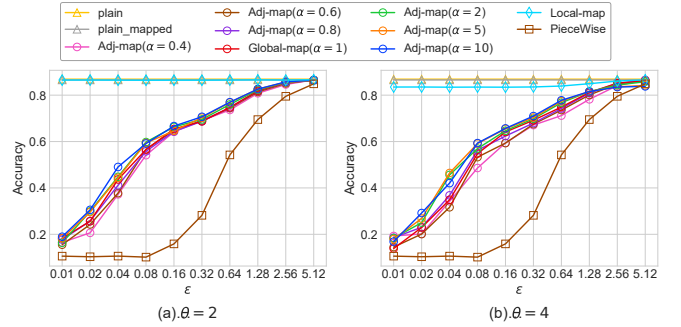 plain
plain_mapped
Adj-map(α = 0.4)
Adj-map(α = 0.6)
Adj-map(α = 0.8)
Global-map(α = 1)
Adj-map(α = 2)
Adj-map(α = 5)
Adj-map(α = 10)
Local-map
PieceWise
Accuracy
0.8
0.6
0.4
0.2
0.01 0.02 0.04 0.08 0.16 0.32 0.64 1.28 2.56 5.12
ε
(a).θ = 2
Accuracy
0.8
0.6
0.4
0.2
0.01 0.02 0.04 0.08 0.16 0.32 0.64 1.28 2.56 5.12
ε
(b).θ = 4